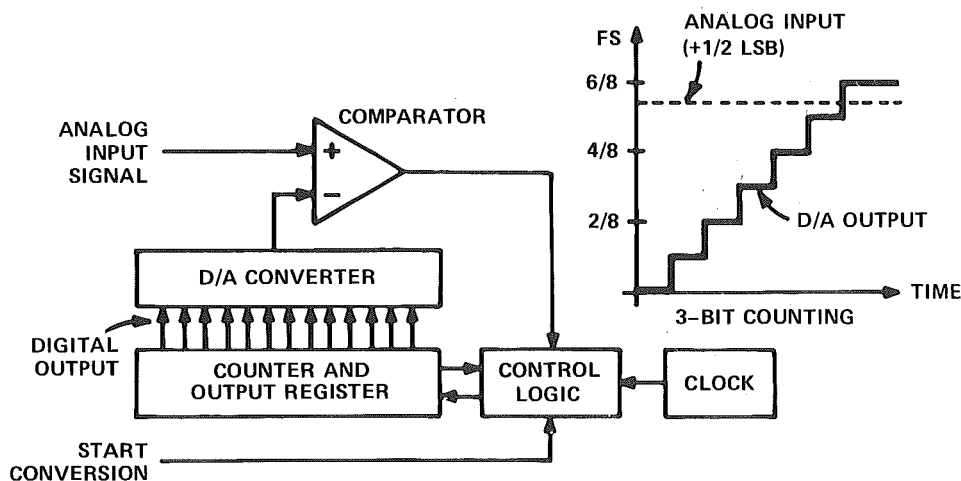 ANALOG
INPUT
SIGNAL
COMPARATOR
+
−
D/A CONVERTER
DIGITAL
OUTPUT
COUNTER AND
OUTPUT REGISTER
CONTROL
LOGIC
CLOCK
START
CONVERSION
FS
ANALOG INPUT
(+1/2 LSB)
6/8
4/8
2/8
D/A OUTPUT
TIME
3–BIT COUNTING